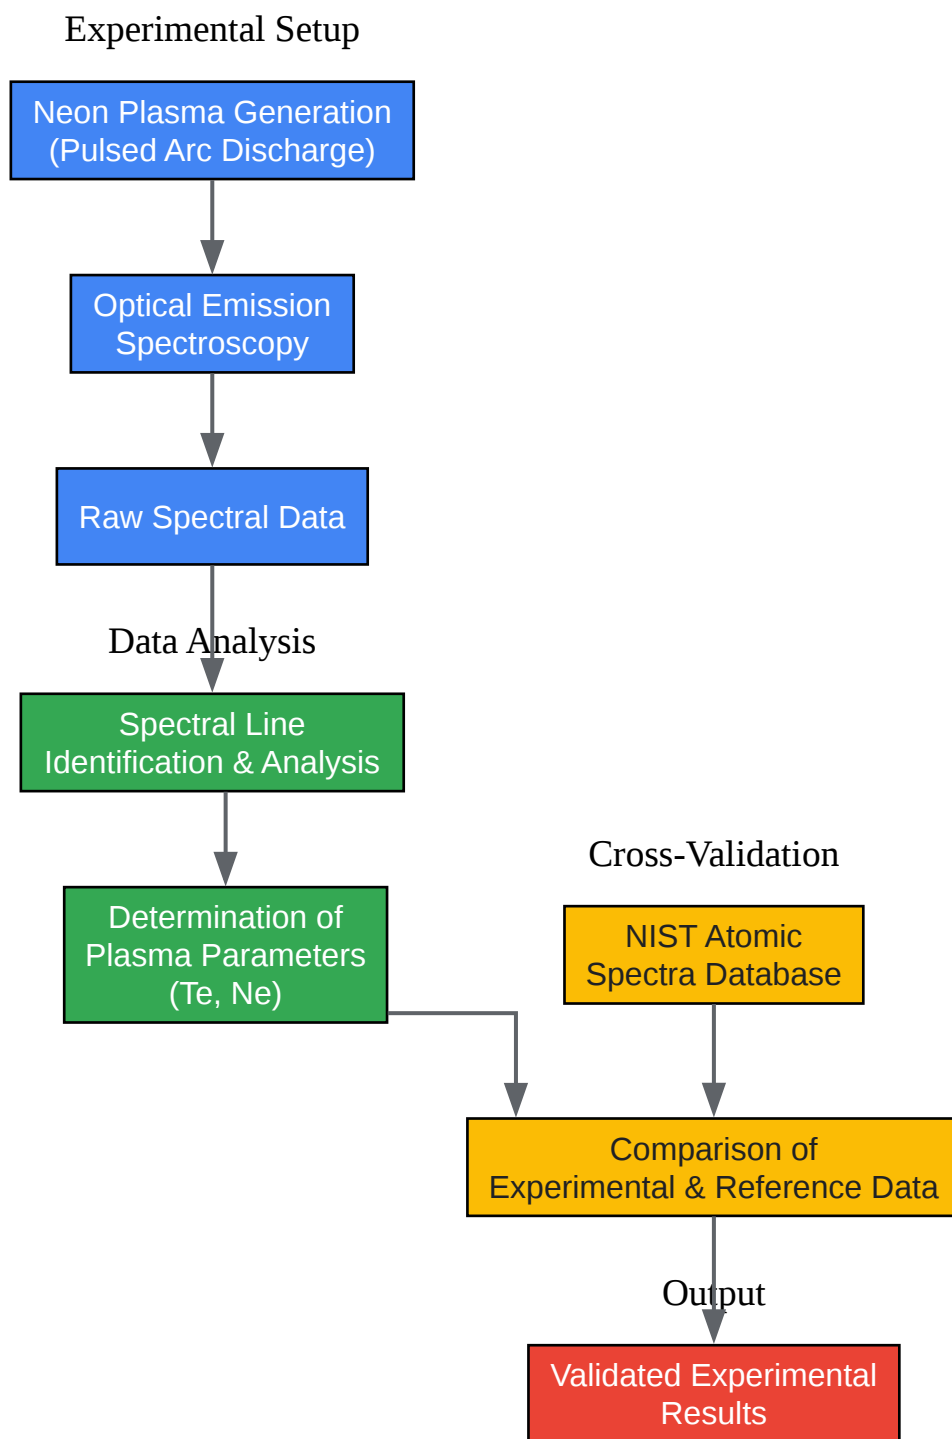 Experimental Setup
Neon Plasma Generation
(Pulsed Arc Discharge)
Optical Emission
Spectroscopy
Raw Spectral Data
Data Analysis
Spectral Line
Identification & Analysis
Determination of
Plasma Parameters
(Te, Ne)
Cross-Validation
NIST Atomic
Spectra Database
Comparison of
Experimental & Reference Data
Output
Validated Experimental
Results